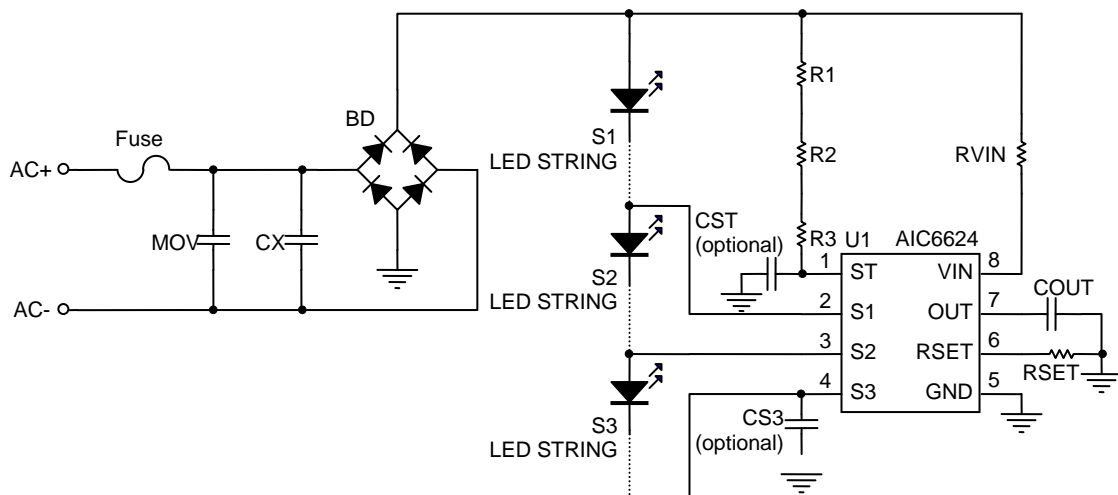 R1
BD
Fuse
S1
LED STRING
AC+
R2
RVIN
MOV
CX
CST
(optional)
R3
U1
AIC6624
S2
LED STRING
1
ST
VIN
8
AC-
2
S1
OUT
7
COUT
3
S2
RSET
6
RSET
4
S3
GND
5
S3
LED STRING
CS3
(optional)